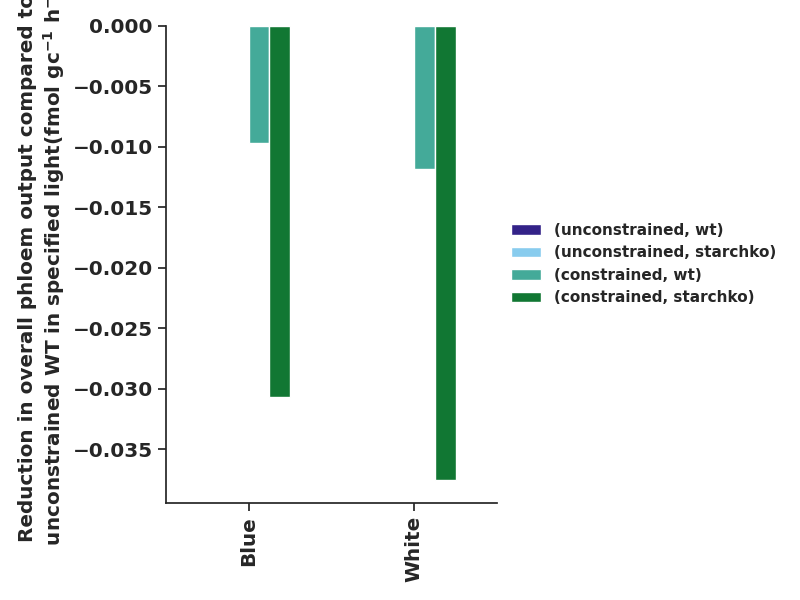 Reduction in overall phloem output compared to
unconstrained WT in specified light(fmol gc⁻¹ h⁻
0.000
−0.005
−0.010
−0.015
−0.020
−0.025
−0.030
−0.035
Blue
White
(unconstrained, wt)
(unconstrained, starchko)
(constrained, wt)
(constrained, starchko)